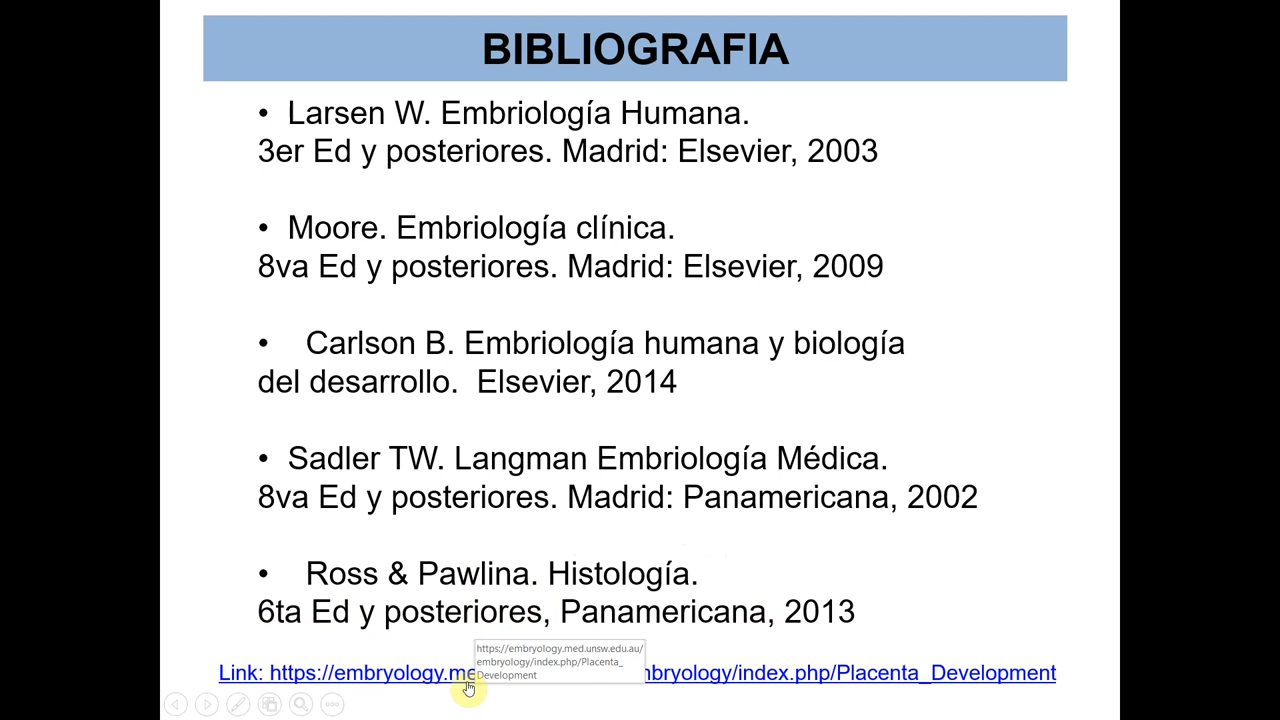 BIBLIOGRAFIA
• Larsen W. Embriología Humana.
3er Ed y posteriores. Madrid: Elsevier, 2003
• Moore. Embriología clínica.
8va Ed y posteriores. Madrid: Elsevier, 2009
• Carlson B. Embriología humana y biología
del desarrollo. Elsevier, 2014
• Sadler TW. Langman Embriología Médica.
8va Ed y posteriores. Madrid: Panamericana, 2002
• Ross & Pawlina. Histología.
6ta Ed y posteriores, Panamericana, 2013
https://embryology.med.unsw.edu.au/
embryology/index.php/Placenta_
Development
Link: https://embryology.me mbryology/index.php/Placenta_Development